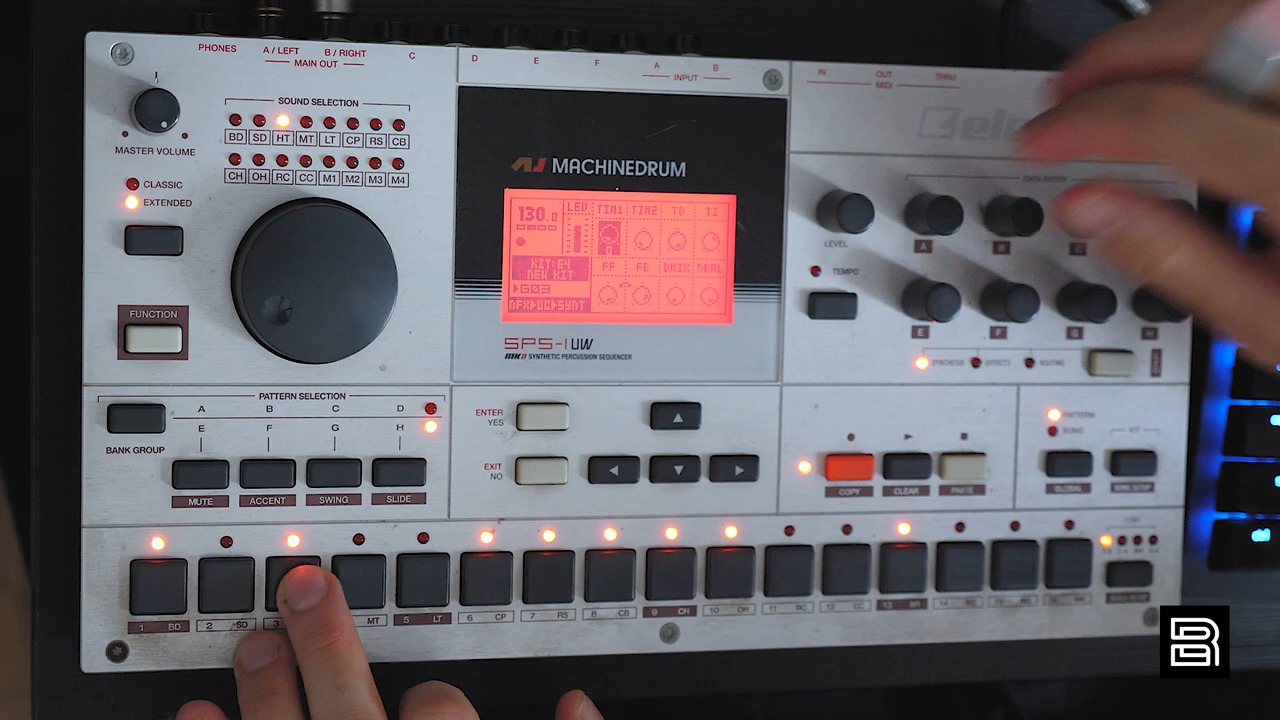 PHONES
A / LEFT
B / RIGHT
MAIN OUT
C
D
E
F
A
B
INPUT
IN
OUT
THRU
MIDI
MASTER VOLUME
SOUND SELECTION
BD SD HT MT LT CP RS CB
CH OH RC CC M1 M2 M3 M4
CLASSIC
EXTENDED
FUNCTION
MACHINEDRUM
130.0
LEV TIM1 TIM2 TD TI
KIT:64
NEW KIT
FF FB DMIX
G03
SPS-1 UW
MKII SYNTHETIC PERCUSSION SEQUENCER
DATA ENTRY
LEVEL
A B C
TEMPO
E F G H
SYNTHESIS EFFECTS ROUTING
PATTERN SELECTION
A B C D
E F G H
BANK GROUP
MUTE ACCENT SWING SLIDE
ENTER
YES
EXIT
NO
COPY CLEAR PASTE
PATTERN
SONG
KIT
GLOBAL
1 BD
2 SD
3
MT
5 LT
6 CP
7 RS
8 CB
9 CH
10 OH
11 RC
12 CC
13 M1
B